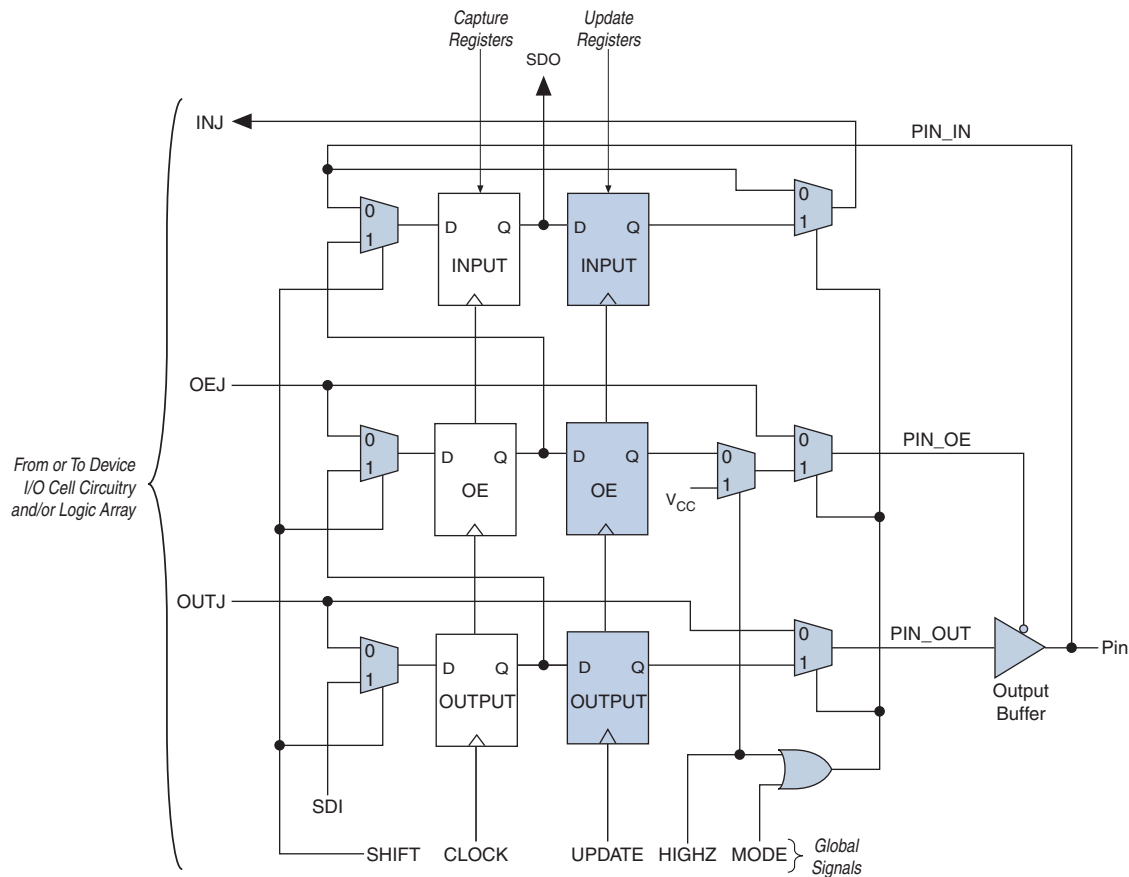 Capture
Registers
Update
Registers
SDO
INJ
PIN_IN
0
1
D Q
INPUT
D Q
INPUT
0
1
OEJ
0
1
D Q
OE
D Q
OE
0
1
VCC
0
1
PIN_OE
From or To Device
I/O Cell Circuitry
and/or Logic Array
OUTJ
0
1
D Q
OUTPUT
D Q
OUTPUT
0
1
PIN_OUT
Pin
Output
Buffer
SDI
SHIFT
CLOCK
UPDATE
HIGHZ
MODE
Global
Signals